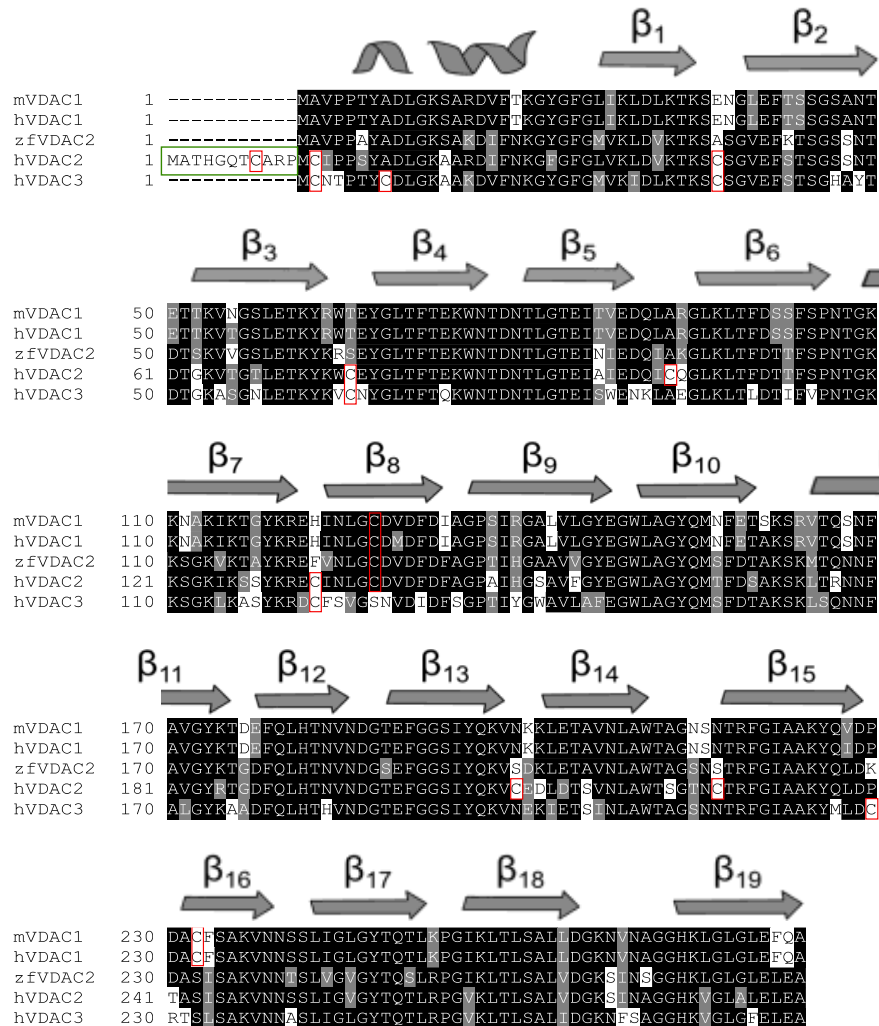 β1 β2
mVDAC1 1 -----------MAVPPTYADLGKSARDVFTKGYGFGLIKLDLKTKSENGLEFTSSGSANT
hVDAC1 1 -----------MAVPPTYADLGKSARDVFTKGYGFGLIKLDLKTKSENGLEFTSSGSANT
zfVDAC2 1 -----------MAVPPAYADLGKSAKDIFNKGYGFGMVKLDVKTKSASGVEFKTSGSSNT
hVDAC2 1 MATHGQTCARPMCIPPSYADLGKAARDIFNKGFGFGLVKLDVKTKSCSGVEFSTSGSSNT
hVDAC3 1 -----------MCNTPTYCDLGKAAKDVFNKGYGFGMVKIDLKTKSCSGVEFSTSGHAYT
β3 β4 β5 β6
mVDAC1 50 ETTKVNGSLETKYRWTEYGLTFTEKWNTDNTLGTEITVEDQLARGLKLTFDSSFSPNTGK
hVDAC1 50 ETTKVTGSLETKYRWTEYGLTFTEKWNTDNTLGTEITVEDQLARGLKLTFDSSFSPNTGK
zfVDAC2 50 DTSKVVGSLETKYKRSEYGLTFTEKWNTDNTLGTEINIEDQIAKGLKLTFDTTFSPNTGK
hVDAC2 61 DTGKVTGTLETKYKWCEYGLTFTEKWNTDNTLGTEIAIEDQICQGLKLTFDTTFSPNTGK
hVDAC3 50 DTGKASGNLETKYKVCNYGLTFTQKWNTDNTLGTEISWENKLAEGLKLTLDTIFVPNTGK
β7 β8 β9 β10
mVDAC1 110 KNAKIKTGYKREHINLGCDVDFDIAGPSIRGALVLGYEGWLAGYQMNFETSKSRVTQSNF
hVDAC1 110 KNAKIKTGYKREHINLGCDMDFDIAGPSIRGALVLGYEGWLAGYQMNFETAKSRVTQSNF
zfVDAC2 110 KSGKVKTAYKREFVNLGCDVDFDFAGPTIHGAAVVGYEGWLAGYQMSFDTAKSKMTQNNF
hVDAC2 121 KSGKIKSSYKRECINLGCDVDFDFAGPAIHGSAVFGYEGWLAGYQMTFDSAKSKLTRNNF
hVDAC3 110 KSGKLKASYKRDCFSVGSNVDIDFSGPTIYGWAVLAFEGWLAGYQMSFDTAKSKLSQNNF
β11 β12 β13 β14 β15
mVDAC1 170 AVGYKTDEFQLHTNVNDGTEFGGSIYQKVNKKLETAVNLAWTAGNSNTRFGIAAKYQVDP
hVDAC1 170 AVGYKTDEFQLHTNVNDGTEFGGSIYQKVNKKLETAVNLAWTAGNSNTRFGIAAKYQIDP
zfVDAC2 170 AVGYKTGDFQLHTNVNDGSEFGGSIYQKVSDKLETAVNLAWTAGSNSTRFGIAAKYQLDK
hVDAC2 181 AVGYRTGDFQLHTNVNDGTEFGGSIYQKVCEDLDTSVNLAWTSGTNCTRFGIAAKYQLDP
hVDAC3 170 ALGYKAADFQLHTHVNDGTEFGGSIYQKVNEKIETSINLAWTAGSNNTRFGIAAKYMLDC
β16 β17 β18 β19
mVDAC1 230 DACFSAKVNNSSLIGLGYTQTLKPGIKLTLSALLDGKNVNAGGHKLGLGLEFQA
hVDAC1 230 DACFSAKVNNSSLIGLGYTQTLKPGIKLTLSALLDGKNVNAGGHKLGLGLEFQA
zfVDAC2 230 DASISAKVNNTSLVGVGYTQSLRPGIKLTLSALVDGKSINSGGHKLGLGLELEA
hVDAC2 241 TASISAKVNNSSLIGVGYTQTLRPGVKLTLSALVDGKSINAGGHKVGLALELEA
hVDAC3 230 RTSLSAKVNNASLIGLGYTQTLRPGVKLTLSALIDGKNFSAGGHKVGLGFELEA